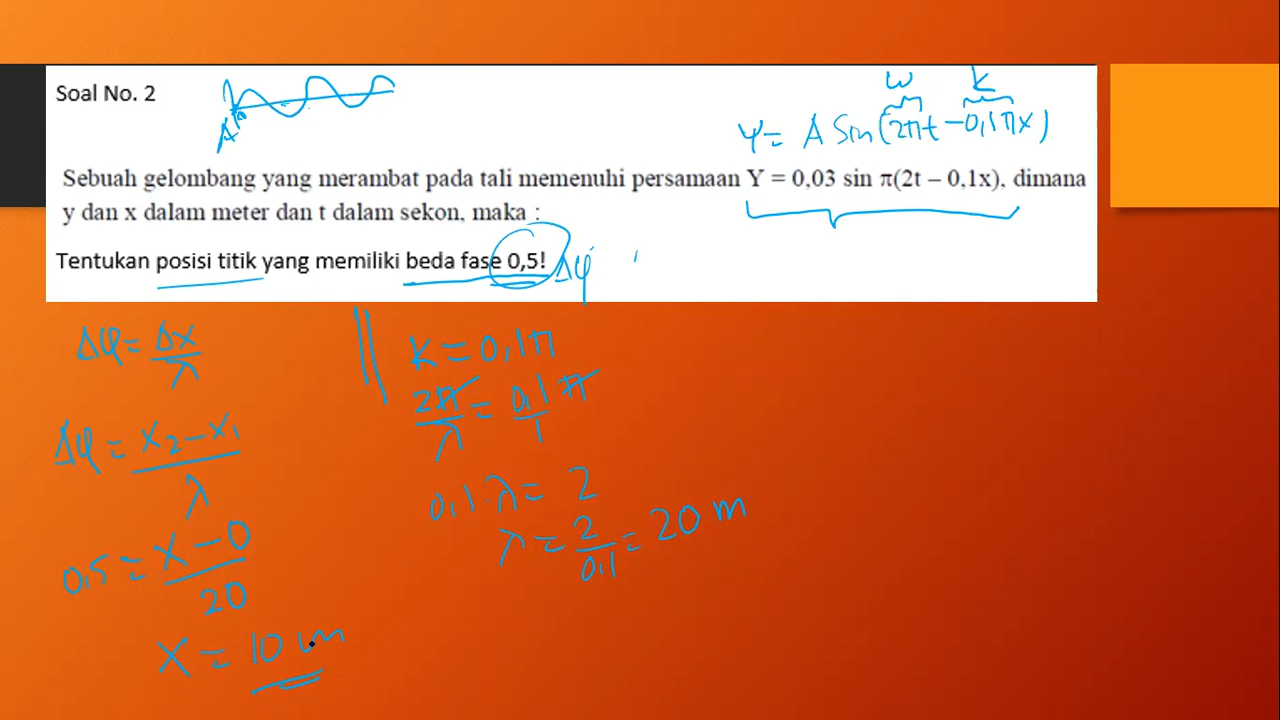 Soal No. 2
A
ω k
Y = A Sin (2πt - 0,1πx)
Sebuah gelombang yang merambat pada tali memenuhi persamaan Y = 0,03 sin π(2t – 0,1x), dimana
y dan x dalam meter dan t dalam sekon, maka :
Tentukan posisi titik yang memiliki beda fase 0,5! Δφ
Δφ = Δx/λ
Δφ = x₂ - x₁/λ
0,5 = x - 0/20
x = 10 m
k = 0,1π
2π/λ = 0,1π/1
0,1.λ = 2
λ = 2/0,1 = 20 m